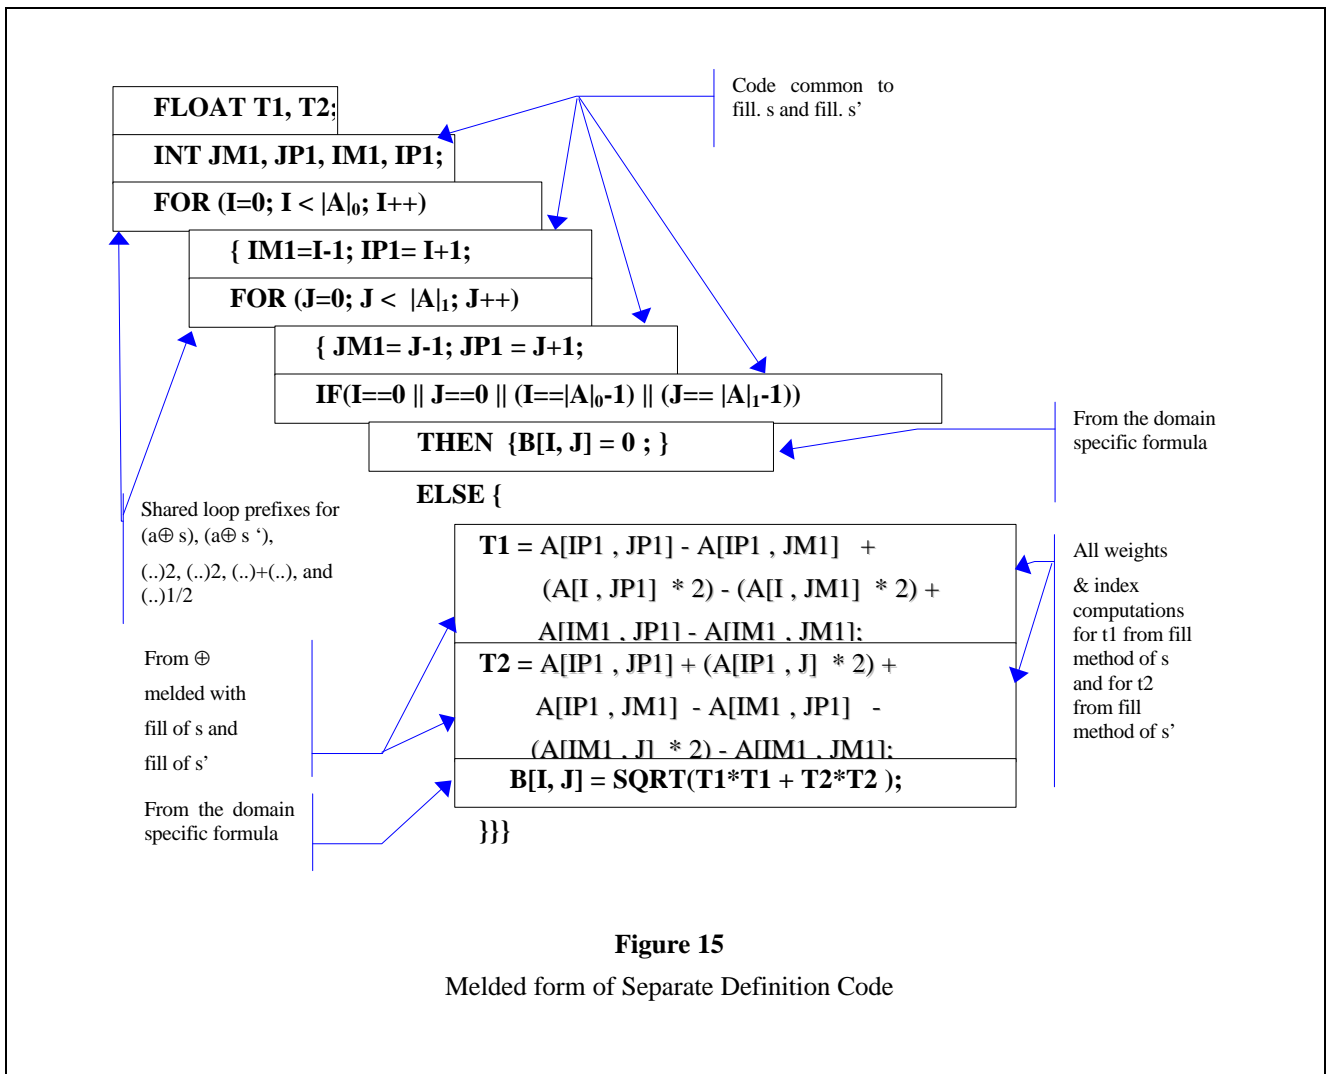 FLOAT T1, T2;
INT JM1, JP1, IM1, IP1;
FOR (I=0; I < |A|0; I++)
{ IM1=I-1; IP1= I+1;
FOR (J=0; J < |A|1; J++)
{ JM1= J-1; JP1 = J+1;
IF(I==0 || J==0 || (I==|A|0-1) || (J== |A|1-1))
THEN {B[I, J] = 0 ; }
ELSE {
T1 = A[IP1 , JP1] - A[IP1 , JM1] +
(A[I , JP1] * 2) - (A[I , JM1] * 2) +
A[IM1 , JP1] - A[IM1 , JM1];
T2 = A[IP1 , JP1] + (A[IP1 , J] * 2) +
A[IP1 , JM1] - A[IM1 , JP1] -
(A[IM1 , J] * 2) - A[IM1 , JM1];
B[I, J] = SQRT(T1*T1 + T2*T2 );
}}}
Code common to
fill. s and fill. s’
From the domain
specific formula
Shared loop prefixes for
(a⊕ s), (a⊕ s ‘),
(..)2, (..)2, (..)+(..), and
(..)1/2
From ⊕
melded with
fill of s and
fill of s’
From the domain
specific formula
All weights
& index
computations
for t1 from fill
method of s
and for t2
from fill
method of s’
Figure 15
Melded form of Separate Definition Code